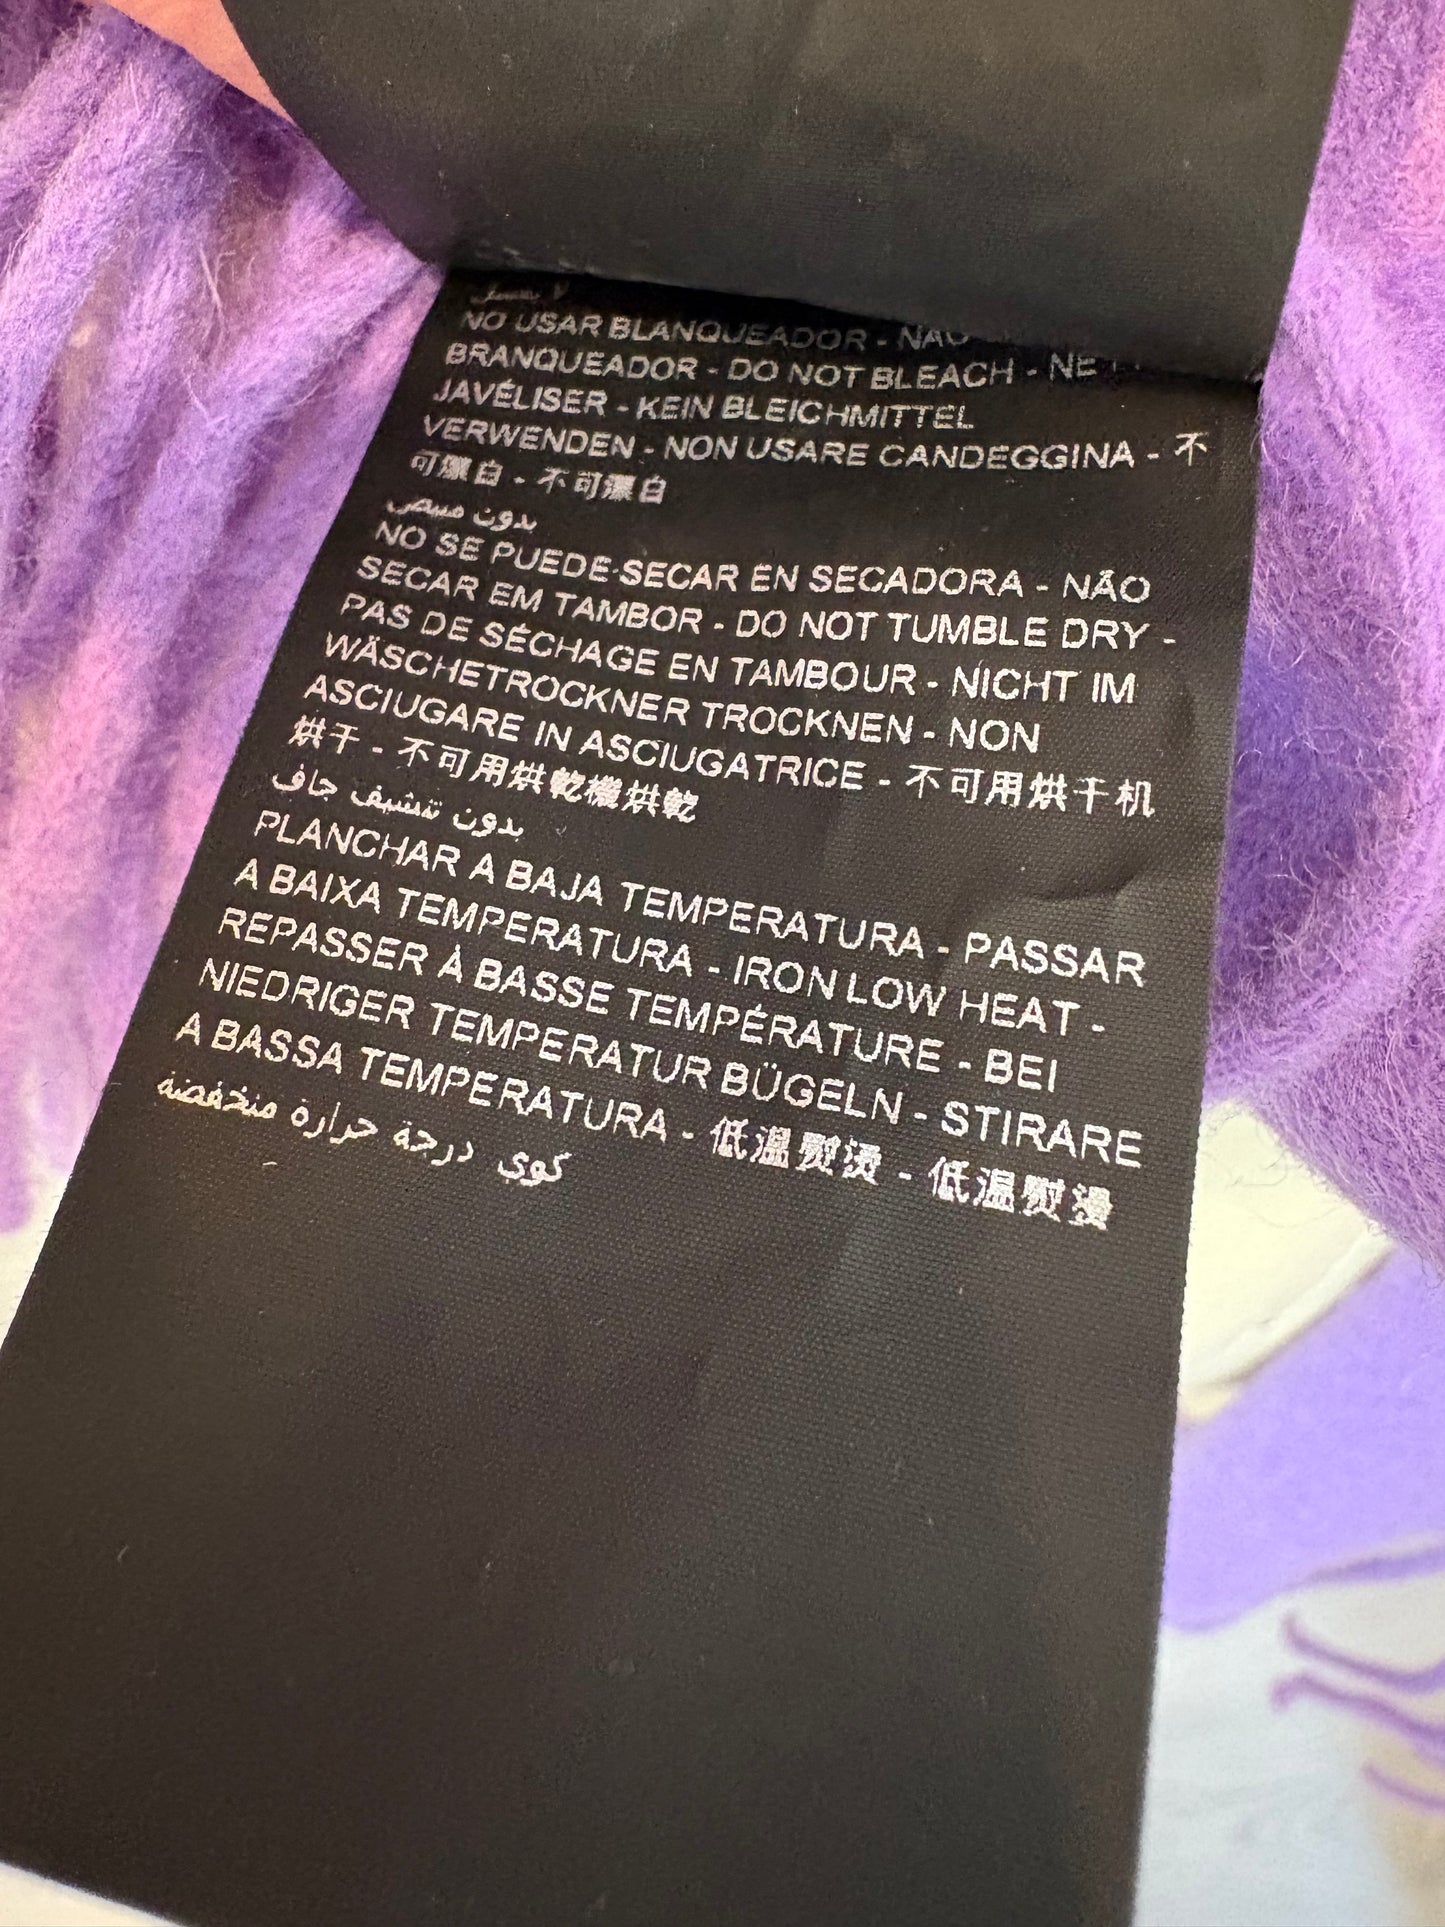 لا تغسل
NO USAR BLANQUEADOR - NÃO
BRANQUEADOR - DO NOT BLEACH - NE
JAVÉLISER - KEIN BLEICHMITTEL
VERWENDEN - NON USARE CANDEGGINA - 不
可漂白 - 不可漂白
بدون مبيض
NO SE PUEDE SECAR EN SECADORA - NÃO
SECAR EM TAMBOR - DO NOT TUMBLE DRY -
PAS DE SÉCHAGE EN TAMBOUR - NICHT IM
WÄSCHETROCKNER TROCKNEN - NON
ASCIUGARE IN ASCIUGATRICE - 不可用烘干机
烘干 - 不可用烘乾機烘乾
بدون تنشيف جاف
PLANCHAR A BAJA TEMPERATURA - PASSAR
A BAIXA TEMPERATURA - IRON LOW HEAT -
REPASSER À BASSE TEMPÉRATURE - BEI
NIEDRIGER TEMPERATUR BÜGELN - STIRARE
A BASSA TEMPERATURA - 低温熨烫 - 低溫熨燙
كوي درجة حرارة منخفضة